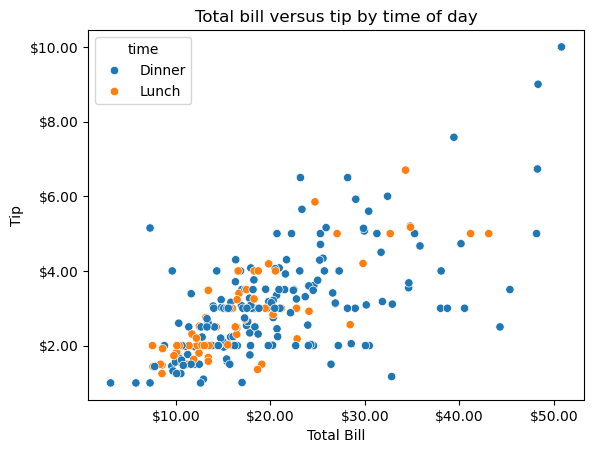 Total bill versus tip by time of day
time
Dinner
Lunch
$10.00
$8.00
$6.00
$4.00
$2.00
Tip
$10.00 $20.00 $30.00 $40.00 $50.00
Total Bill